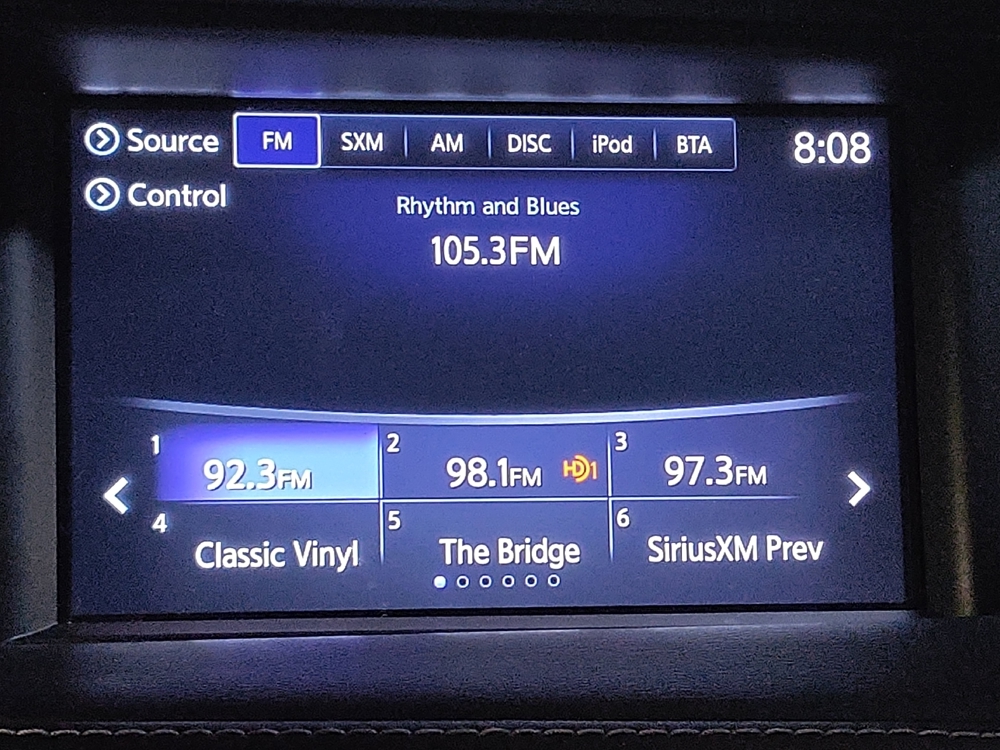 Source FM SXM AM DISC iPod BTA 8:08
Control
Rhythm and Blues
105.3FM
1 92.3FM 2 98.1FM HD1 3 97.3FM
4 Classic Vinyl 5 The Bridge 6 SiriusXM Prev